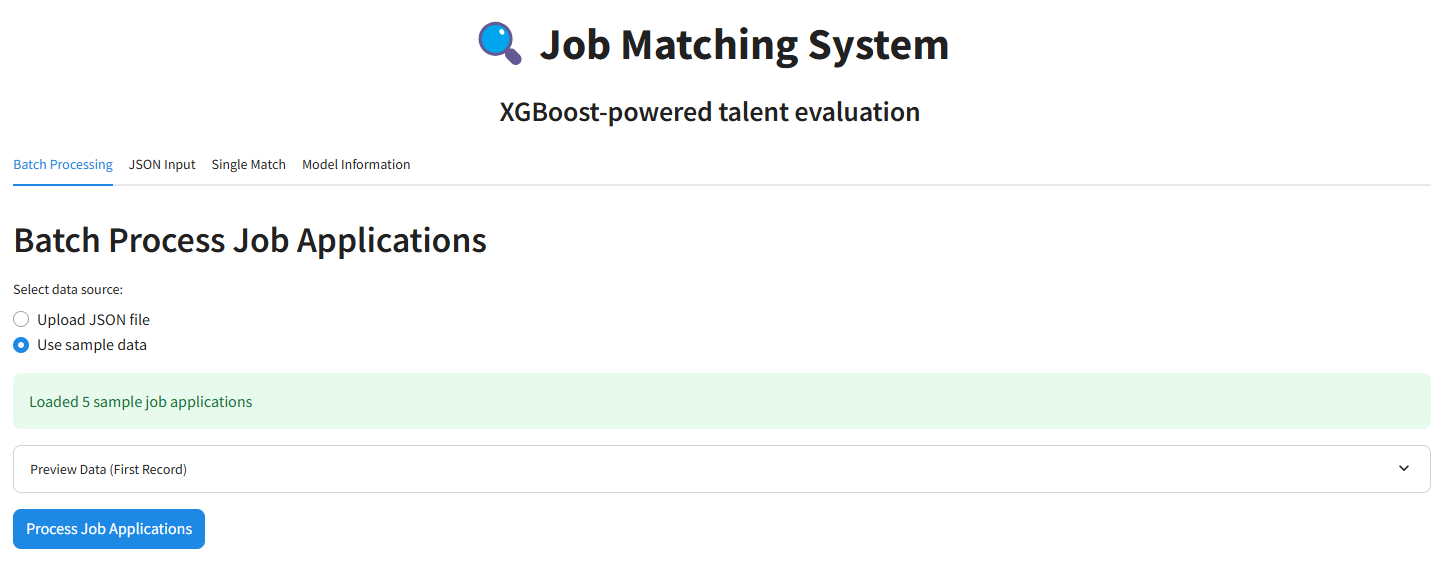 Job Matching System
XGBoost-powered talent evaluation
Batch Processing JSON Input Single Match Model Information
Batch Process Job Applications
Select data source:
Upload JSON file
Use sample data
Loaded 5 sample job applications
Preview Data (First Record)
Process Job Applications